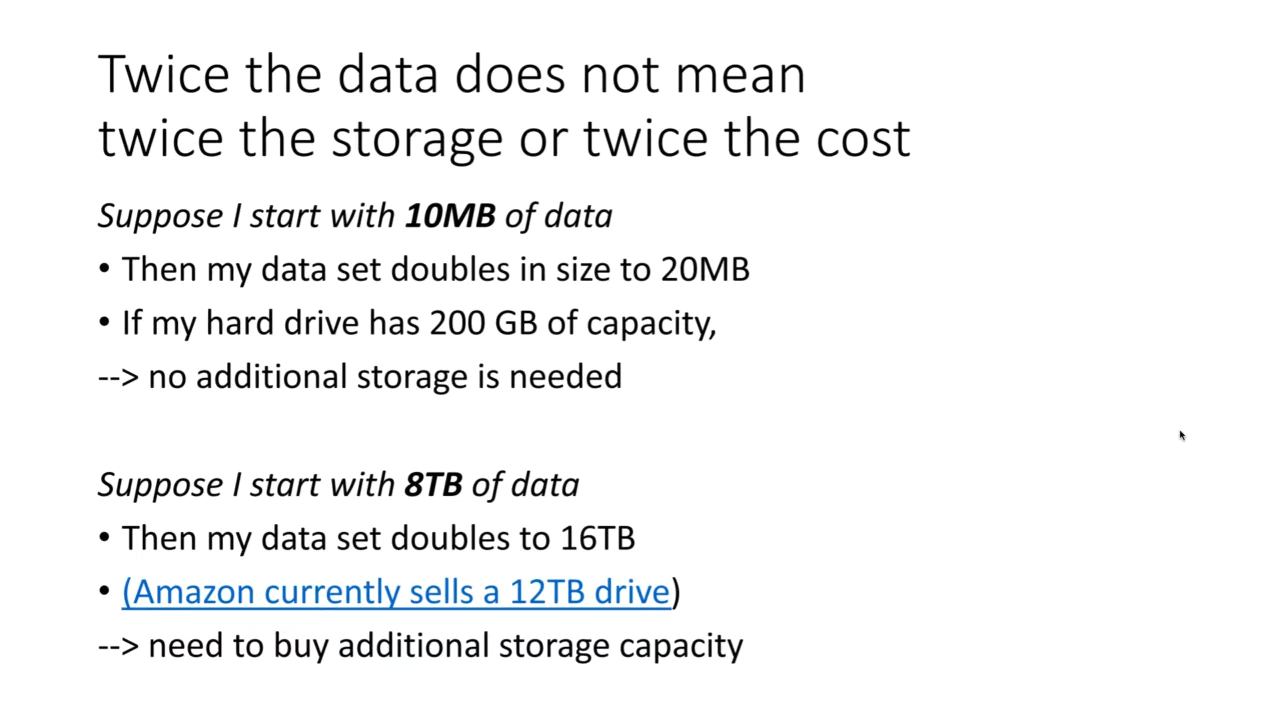 Twice the data does not mean
twice the storage or twice the cost
Suppose I start with 10MB of data
• Then my data set doubles in size to 20MB
• If my hard drive has 200 GB of capacity,
--> no additional storage is needed
Suppose I start with 8TB of data
• Then my data set doubles to 16TB
• (Amazon currently sells a 12TB drive)
--> need to buy additional storage capacity